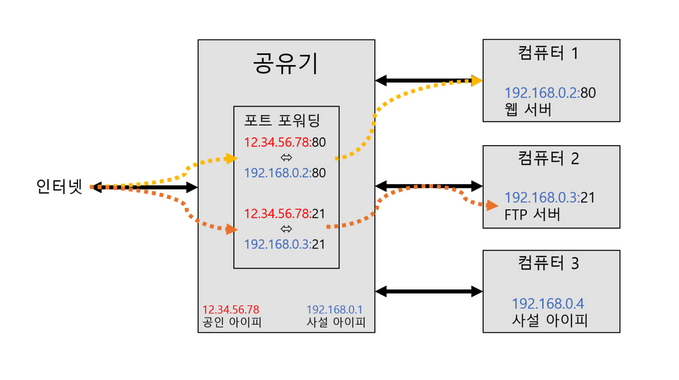 인터넷
공유기
포트 포워딩
12.34.56.78:80
⬄
192.168.0.2:80
12.34.56.78:21
⬄
192.168.0.3:21
12.34.56.78
공인 아이피
192.168.0.1
사설 아이피
컴퓨터 1
192.168.0.2:80
웹 서버
컴퓨터 2
192.168.0.3:21
FTP 서버
컴퓨터 3
192.168.0.4
사설 아이피